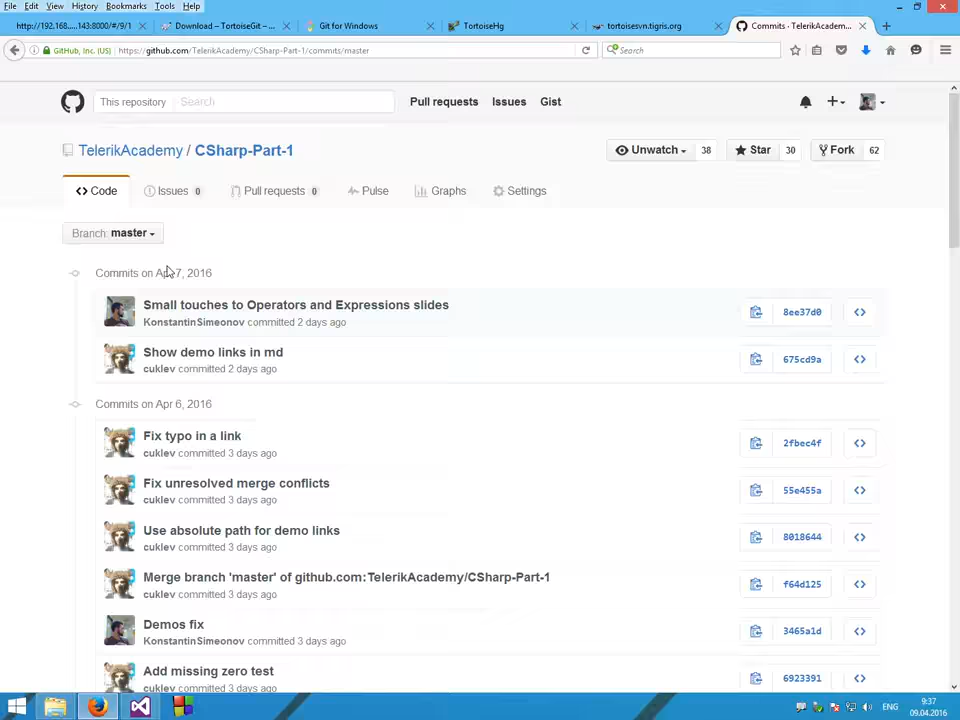 File Edit View History Bookmarks Tools Help
http://192.168.....143:8000/#/9/1 Download – TortoiseGit –... Git for Windows TortoiseHg tortoisesvn.tigris.org Commits · TelerikAcadem...
GitHub, Inc. (US) https://github.com/TelerikAcademy/CSharp-Part-1/commits/master Search
This repository Search Pull requests Issues Gist
TelerikAcademy / CSharp-Part-1 Unwatch 38 Star 30 Fork 62
Code Issues 0 Pull requests 0 Pulse Graphs Settings
Branch: master
Commits on Apr 7, 2016
Small touches to Operators and Expressions slides 8ee37d0
KonstantinSimeonov committed 2 days ago
Show demo links in md 675cd9a
cuklev committed 2 days ago
Commits on Apr 6, 2016
Fix typo in a link 2fbec4f
cuklev committed 3 days ago
Fix unresolved merge conflicts 55e455a
cuklev committed 3 days ago
Use absolute path for demo links 8018644
cuklev committed 3 days ago
Merge branch 'master' of github.com:TelerikAcademy/CSharp-Part-1 f64d125
cuklev committed 3 days ago
Demos fix 3465a1d
KonstantinSimeonov committed 3 days ago
Add missing zero test 6923391
cuklev committed 3 days ago
ENG 9:37
09.04.2016